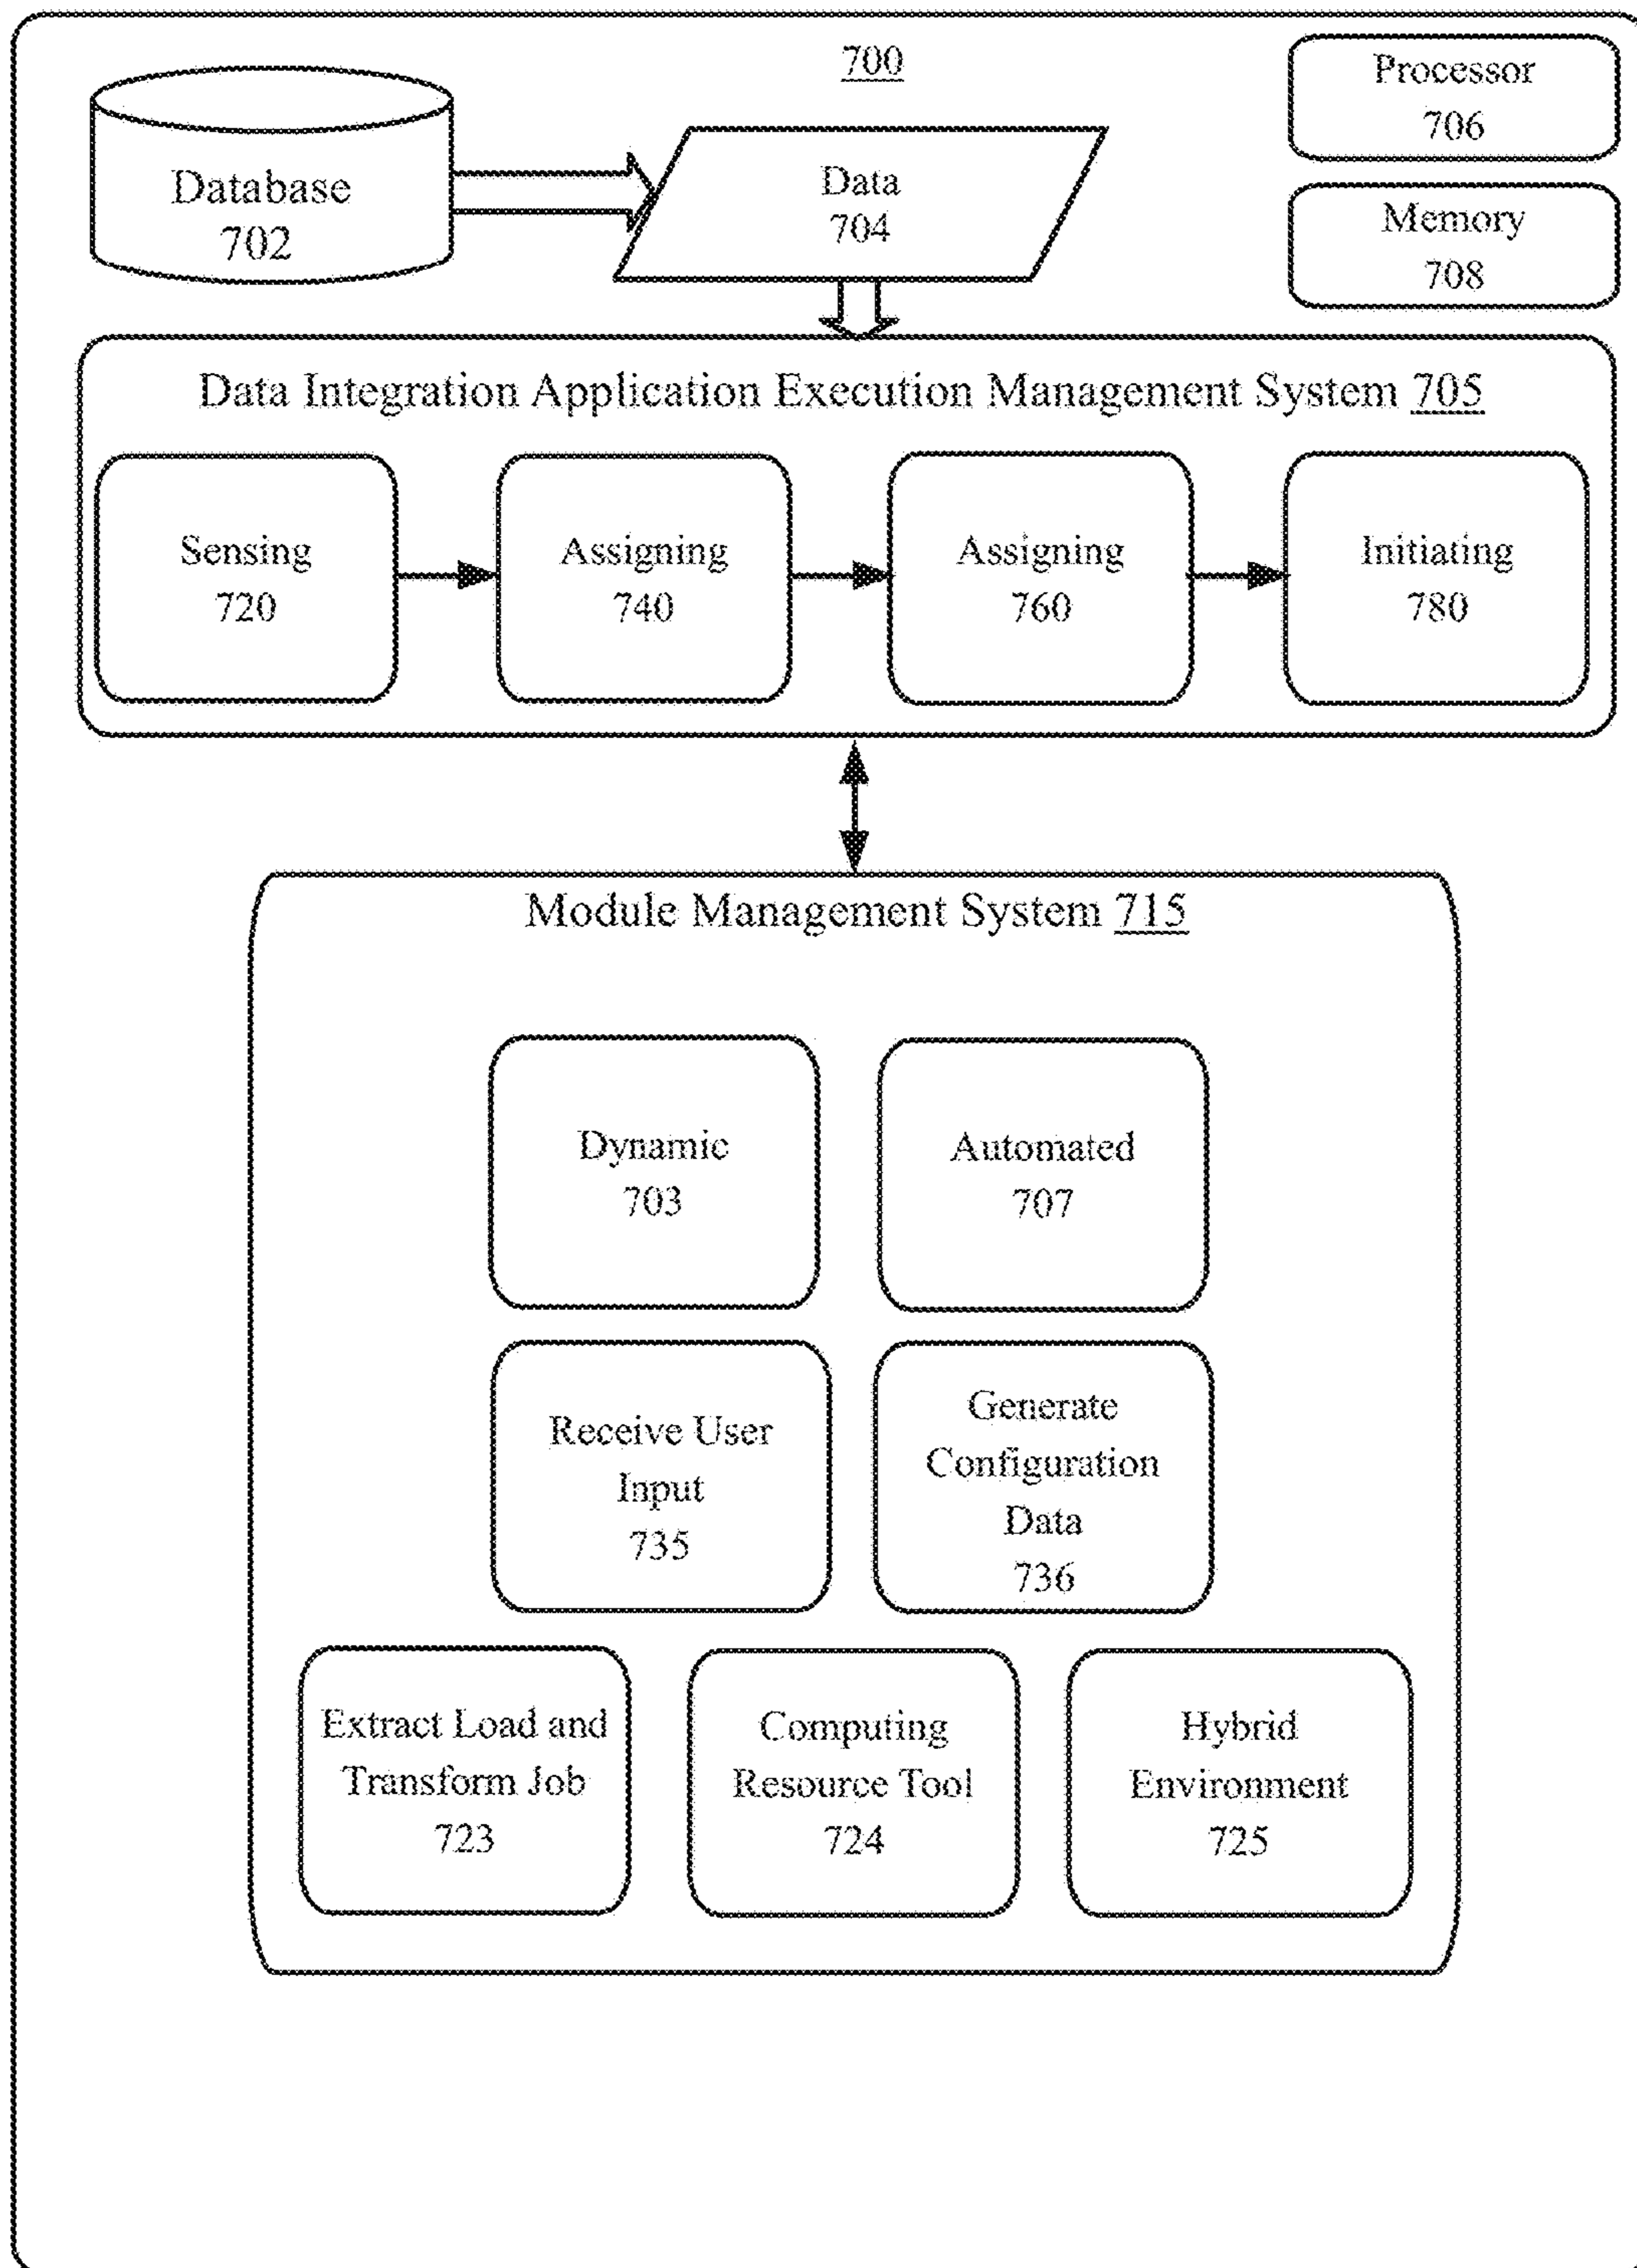 700
Processor
706
Database
702
Data
704
Memory
708
Data Integration Application Execution Management System 705
Sensing
720
Assigning
740
Assigning
760
Initiating
780
Module Management System 715
Dynamic
703
Automated
707
Receive User
Input
735
Generate
Configuration
Data
736
Extract Load and
Transform Job
723
Computing
Resource Tool
724
Hybrid
Environment
725